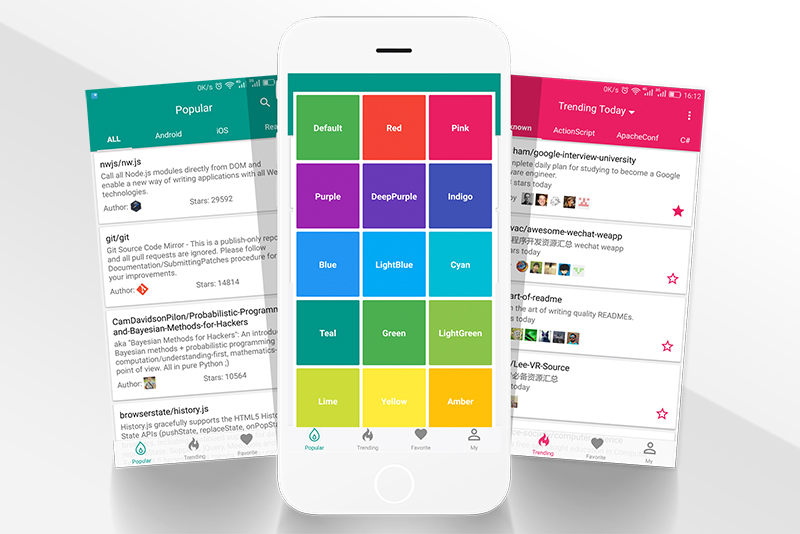 0K/s
Popular
ALL
Android
iOS
nwjs/nw.js
Call all Node.js modules directly from DOM and
enable a new way of writing applications with all We
technologies.
Author:
Stars: 29592
git/git
Git Source Code Mirror - This is a publish-only repo
and all pull requests are ignored. Please follow
Documentation/SubmittingPatches procedure for
your improvements.
Author:
Stars: 14814
CamDavidsonPilon/Probabilistic-Programm
and-Bayesian-Methods-for-Hackers
aka "Bayesian Methods for Hackers": An introdu
Bayesian methods + probabilistic programming
computation/understanding-first, mathematics-
point of view. All in pure Python ;)
Author:
Stars: 10564
browserstate/history.js
History.js gracefully supports the HTML5 Histo
State APIs (pushState, replaceState, onPopSta
Popular
Trending
Favorite
Default
Red
Pink
Purple
DeepPurple
Indigo
Blue
LightBlue
Cyan
Teal
Green
LightGreen
Lime
Yellow
Amber
Popular
Trending
Favorite
My
0K/s
16:12
Trending Today
known
ActionScript
ApacheConf
C#
ham/google-interview-university
mplete daily plan for studying to become a Google
ware engineer.
stars today
by
vac/awesome-wechat-weapp
程序开发资源汇总 wechat weapp
s today
art-of-readme
n the art of writing quality READMEs.
s today
/Lee-VR-Source
必备资源汇总
Trending
Favorite
My